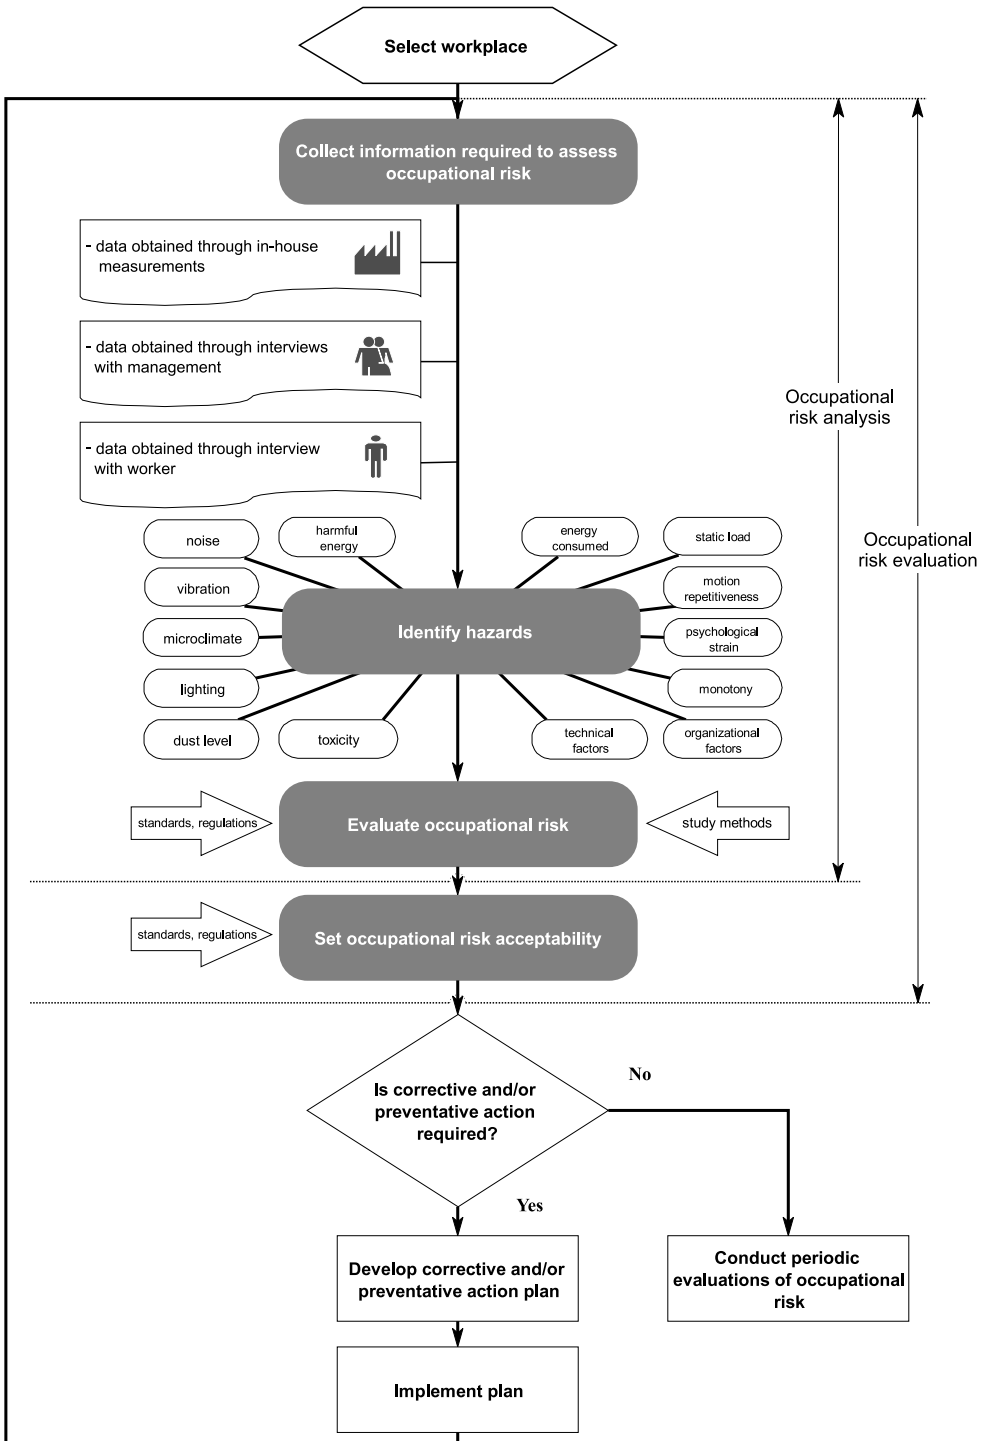 Select workplace
Collect information required to assess
occupational risk
- data obtained through in-house
measurements
- data obtained through interviews
with management
- data obtained through interview
with worker
Occupational
risk analysis
Occupational
risk evaluation
noise
harmful
energy
energy
consumed
static load
vibration
motion
repetitiveness
Identify hazards
microclimate
psychological
strain
lighting
monotony
dust level
toxicity
technical
factors
organizational
factors
standards, regulations
Evaluate occupational risk
study methods
standards, regulations
Set occupational risk acceptability
Is corrective and/or
preventative action
required?
No
Yes
Develop corrective and/or
preventative action plan
Conduct periodic
evaluations of occupational
risk
Implement plan